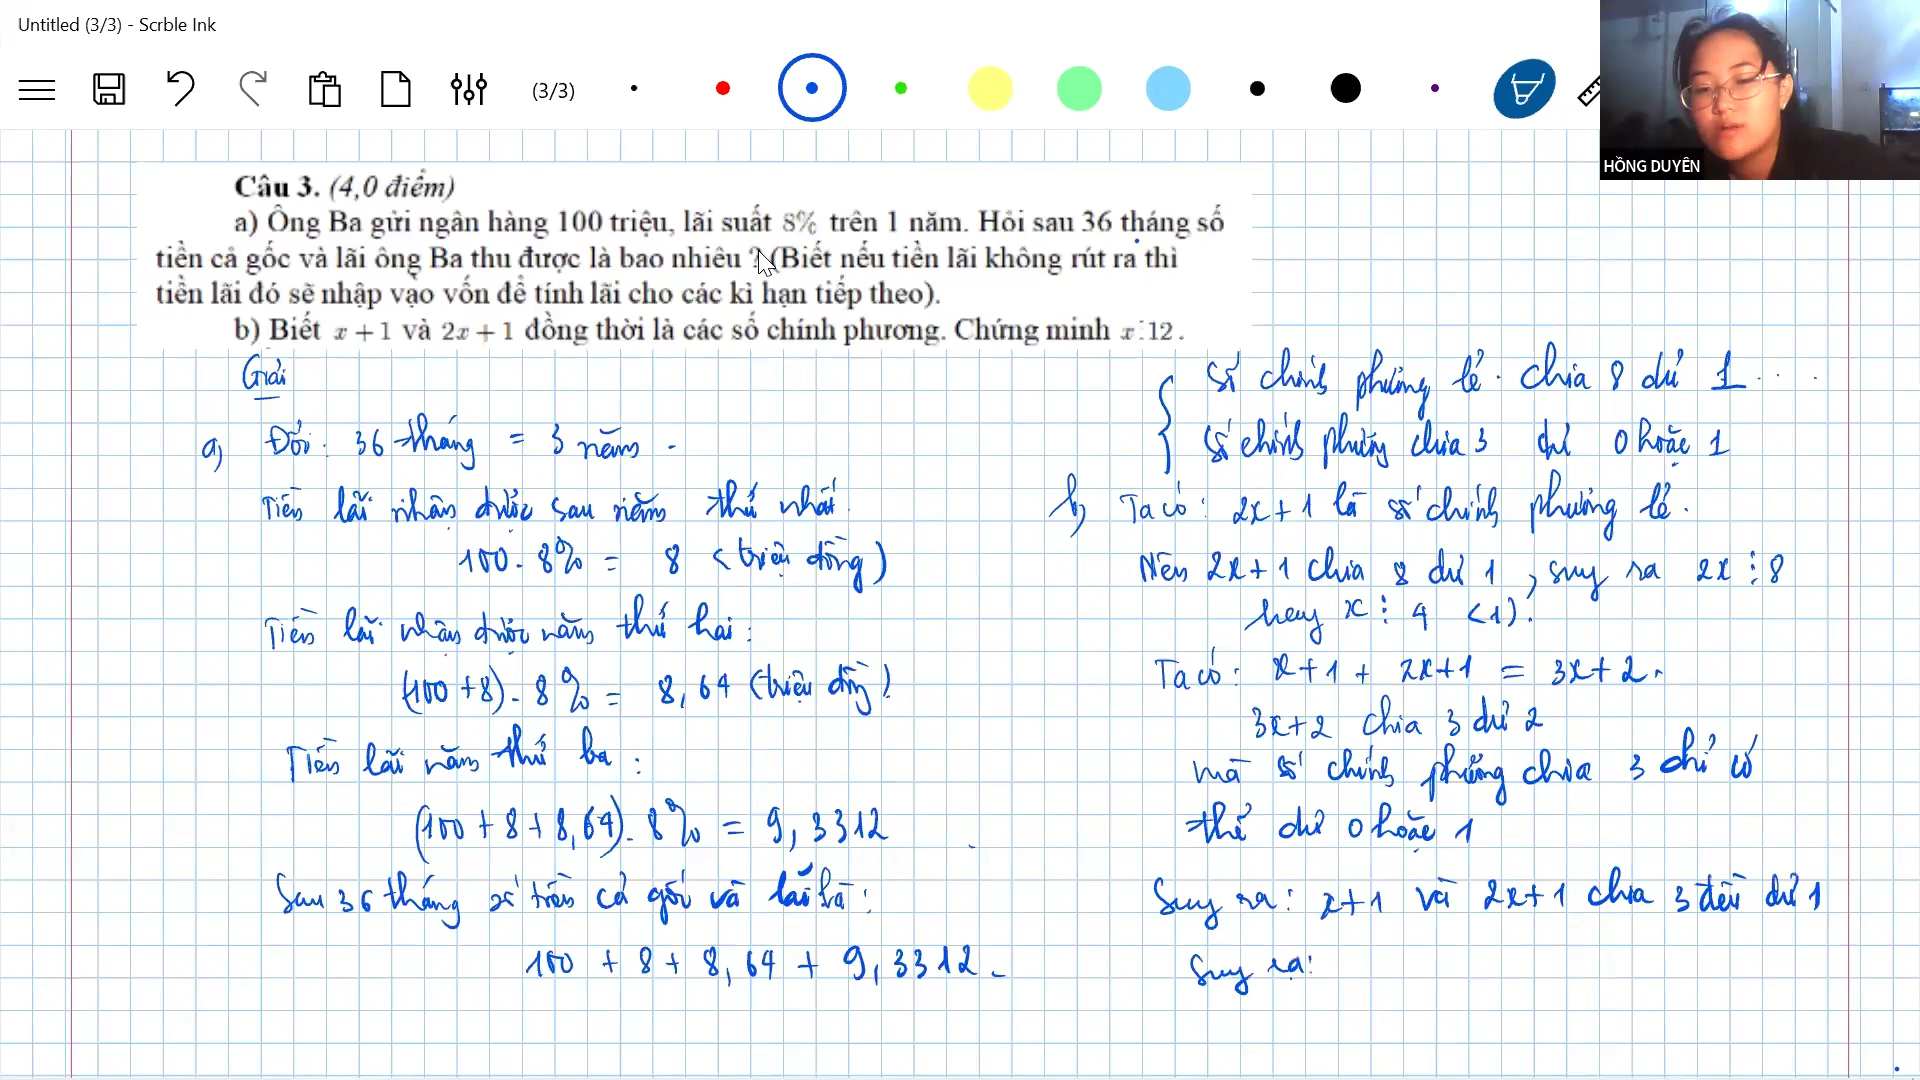 Untitled (3/3) - Scrble Ink
(3/3)
HỒNG DUYÊN
Câu 3. (4,0 điểm)
a) Ông Ba gửi ngân hàng 100 triệu, lãi suất 8% trên 1 năm. Hỏi sau 36 tháng số
tiền cả gốc và lãi ông Ba thu được là bao nhiêu ? (Biết nếu tiền lãi không rút ra thì
tiền lãi đó sẽ nhập vào vốn để tính lãi cho các kì hạn tiếp theo).
b) Biết x + 1 và 2x + 1 đồng thời là các số chính phương. Chứng minh x ⋮ 12.
Giải
a) Đổi: 36 tháng = 3 năm.
Tiền lãi nhận được sau năm thứ nhất
100. 8% = 8 (triệu đồng)
Tiền lãi nhận được năm thứ hai:
(100 + 8). 8% = 8,64 (triệu đồng)
Tiền lãi năm thứ ba:
(100 + 8 + 8,64). 8% = 9,3312
Sau 36 tháng số tiền cả gốc và lãi là:
100 + 8 + 8,64 + 9,3312.
Số chính phương lẻ. chia 8 dư 1...
Số chính phương chia 3 dư 0 hoặc 1
b) Ta có: 2x+1 là số chính phương lẻ.
Nên 2x+1 chia 8 dư 1, suy ra 2x ⋮ 8
hay x ⋮ 4 (1).
Ta có: x+1 + 2x+1 = 3x+2.
3x+2 chia 3 dư 2
mà số chính phương chia 3 chỉ có
thể dư 0 hoặc 1
Suy ra: x+1 và 2x+1 chia 3 đều dư 1
Suy ra: